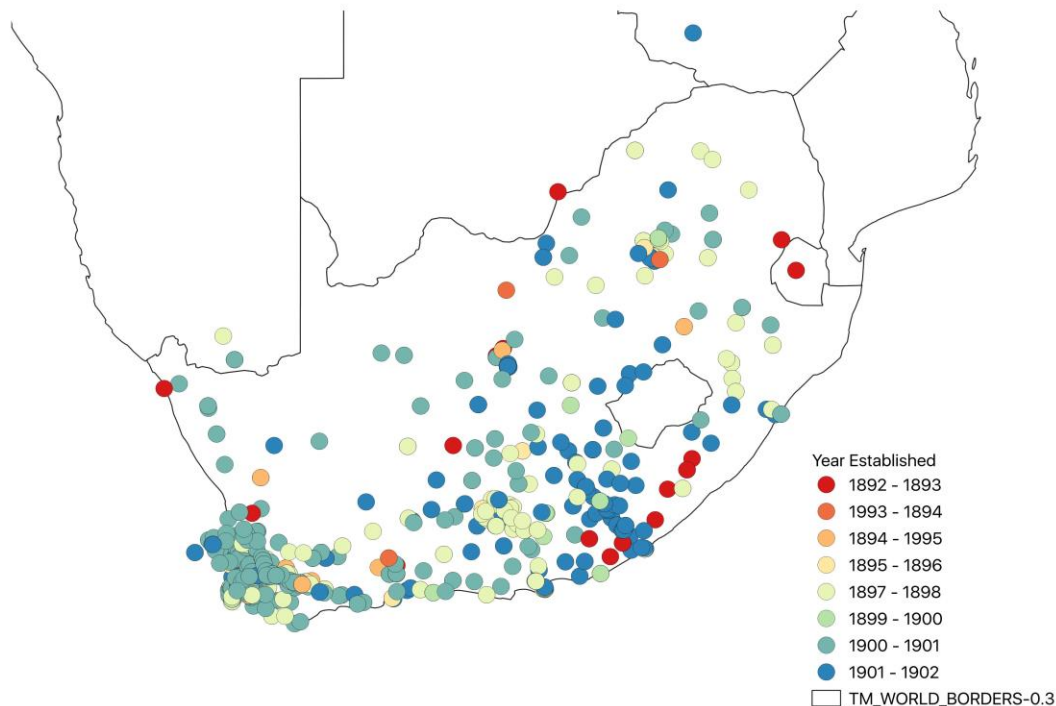 Year Established
1892 - 1893
1993 - 1894
1894 - 1995
1895 - 1896
1897 - 1898
1899 - 1900
1900 - 1901
1901 - 1902
TM_WORLD_BORDERS-0.3